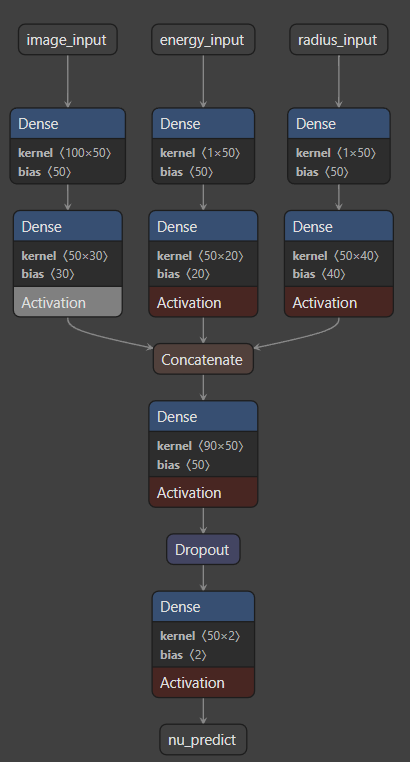 image_input
energy_input
radius_input
Dense
kernel ⟨100×50⟩
bias ⟨50⟩
Dense
kernel ⟨1×50⟩
bias ⟨50⟩
Dense
kernel ⟨1×50⟩
bias ⟨50⟩
Dense
kernel ⟨50×30⟩
bias ⟨30⟩
Activation
Dense
kernel ⟨50×20⟩
bias ⟨20⟩
Activation
Dense
kernel ⟨50×40⟩
bias ⟨40⟩
Activation
Concatenate
Dense
kernel ⟨90×50⟩
bias ⟨50⟩
Activation
Dropout
Dense
kernel ⟨50×2⟩
bias ⟨2⟩
Activation
nu_predict